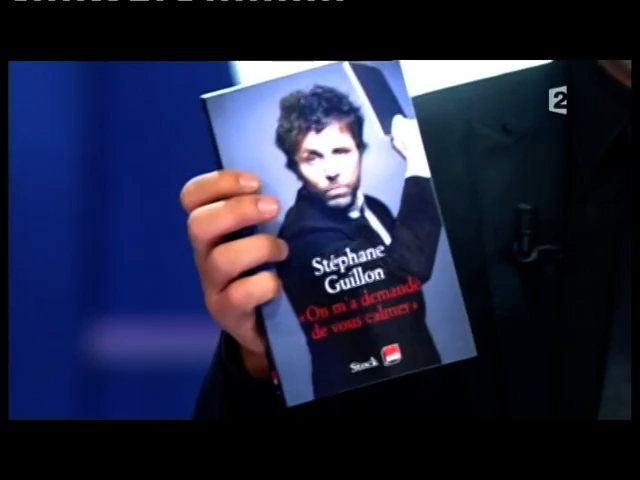 2
Stéphane
Guillon
«On m'a demandé
de vous calmer»
Stock